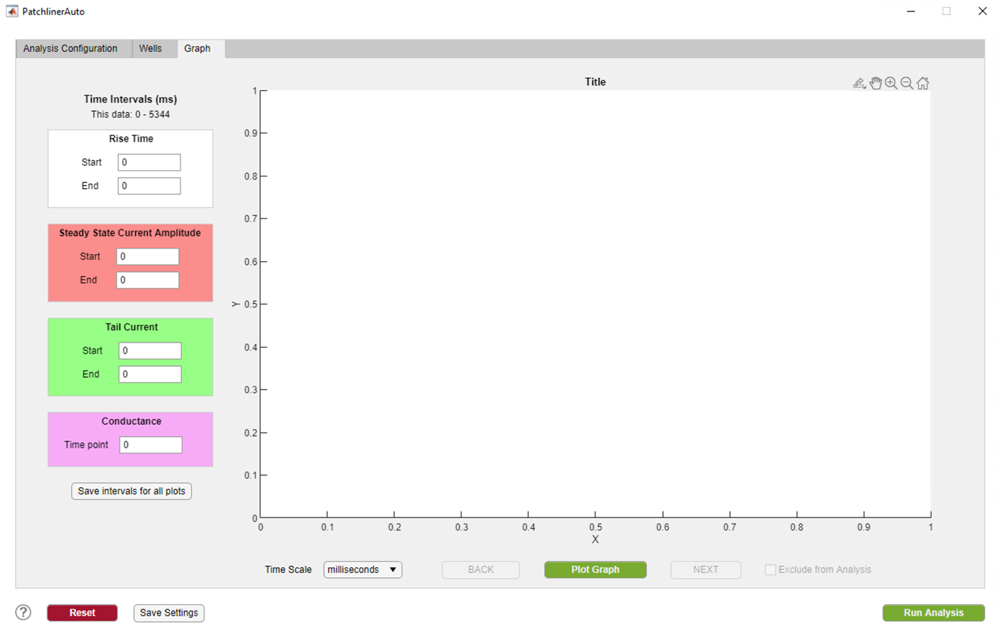 PatchlinerAuto
Analysis Configuration
Wells
Graph
Time Intervals (ms)
This data: 0 - 5344
Rise Time
Start 0
End 0
Steady State Current Amplitude
Start 0
End 0
Tail Current
Start 0
End 0
Conductance
Time point 0
Save intervals for all plots
Title
1
0.9
0.8
0.7
0.6
Y 0.5
0.4
0.3
0.2
0.1
0
0 0.1 0.2 0.3 0.4 0.5 0.6 0.7 0.8 0.9 1
X
Time Scale milliseconds BACK Plot Graph NEXT Exclude from Analysis
? Reset Save Settings Run Analysis